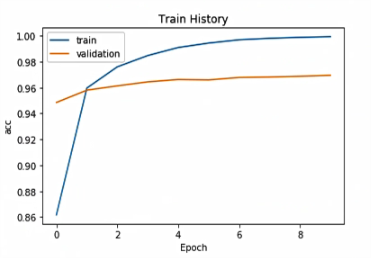 Train History
train
validation
acc
1.00
0.98
0.96
0.94
0.92
0.90
0.88
0.86
0 2 4 6 8
Epoch